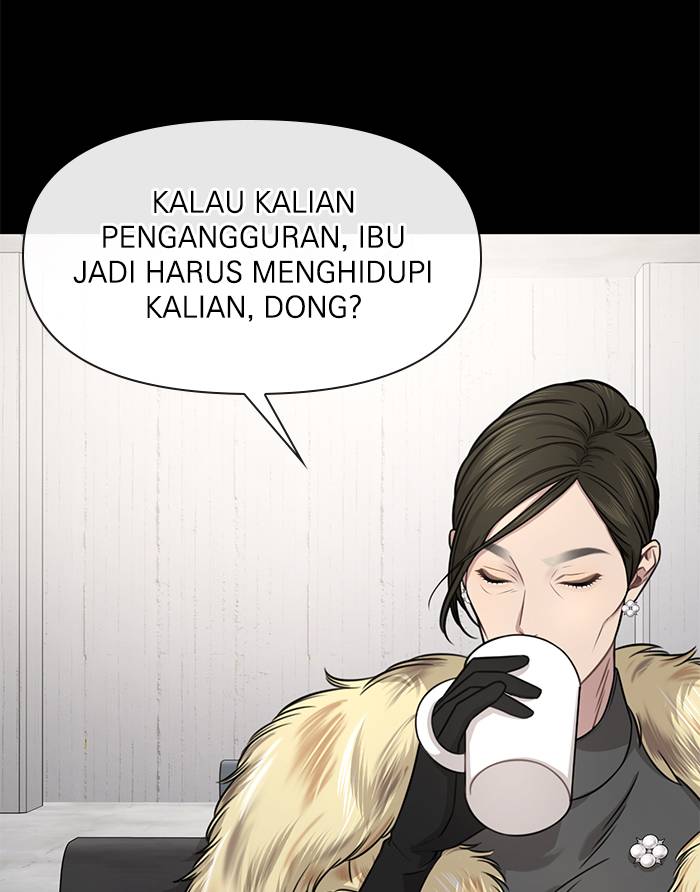 KALAU KALIAN
PENGANGGURAN, IBU
JADI HARUS MENGHIDUPI
KALIAN, DONG?